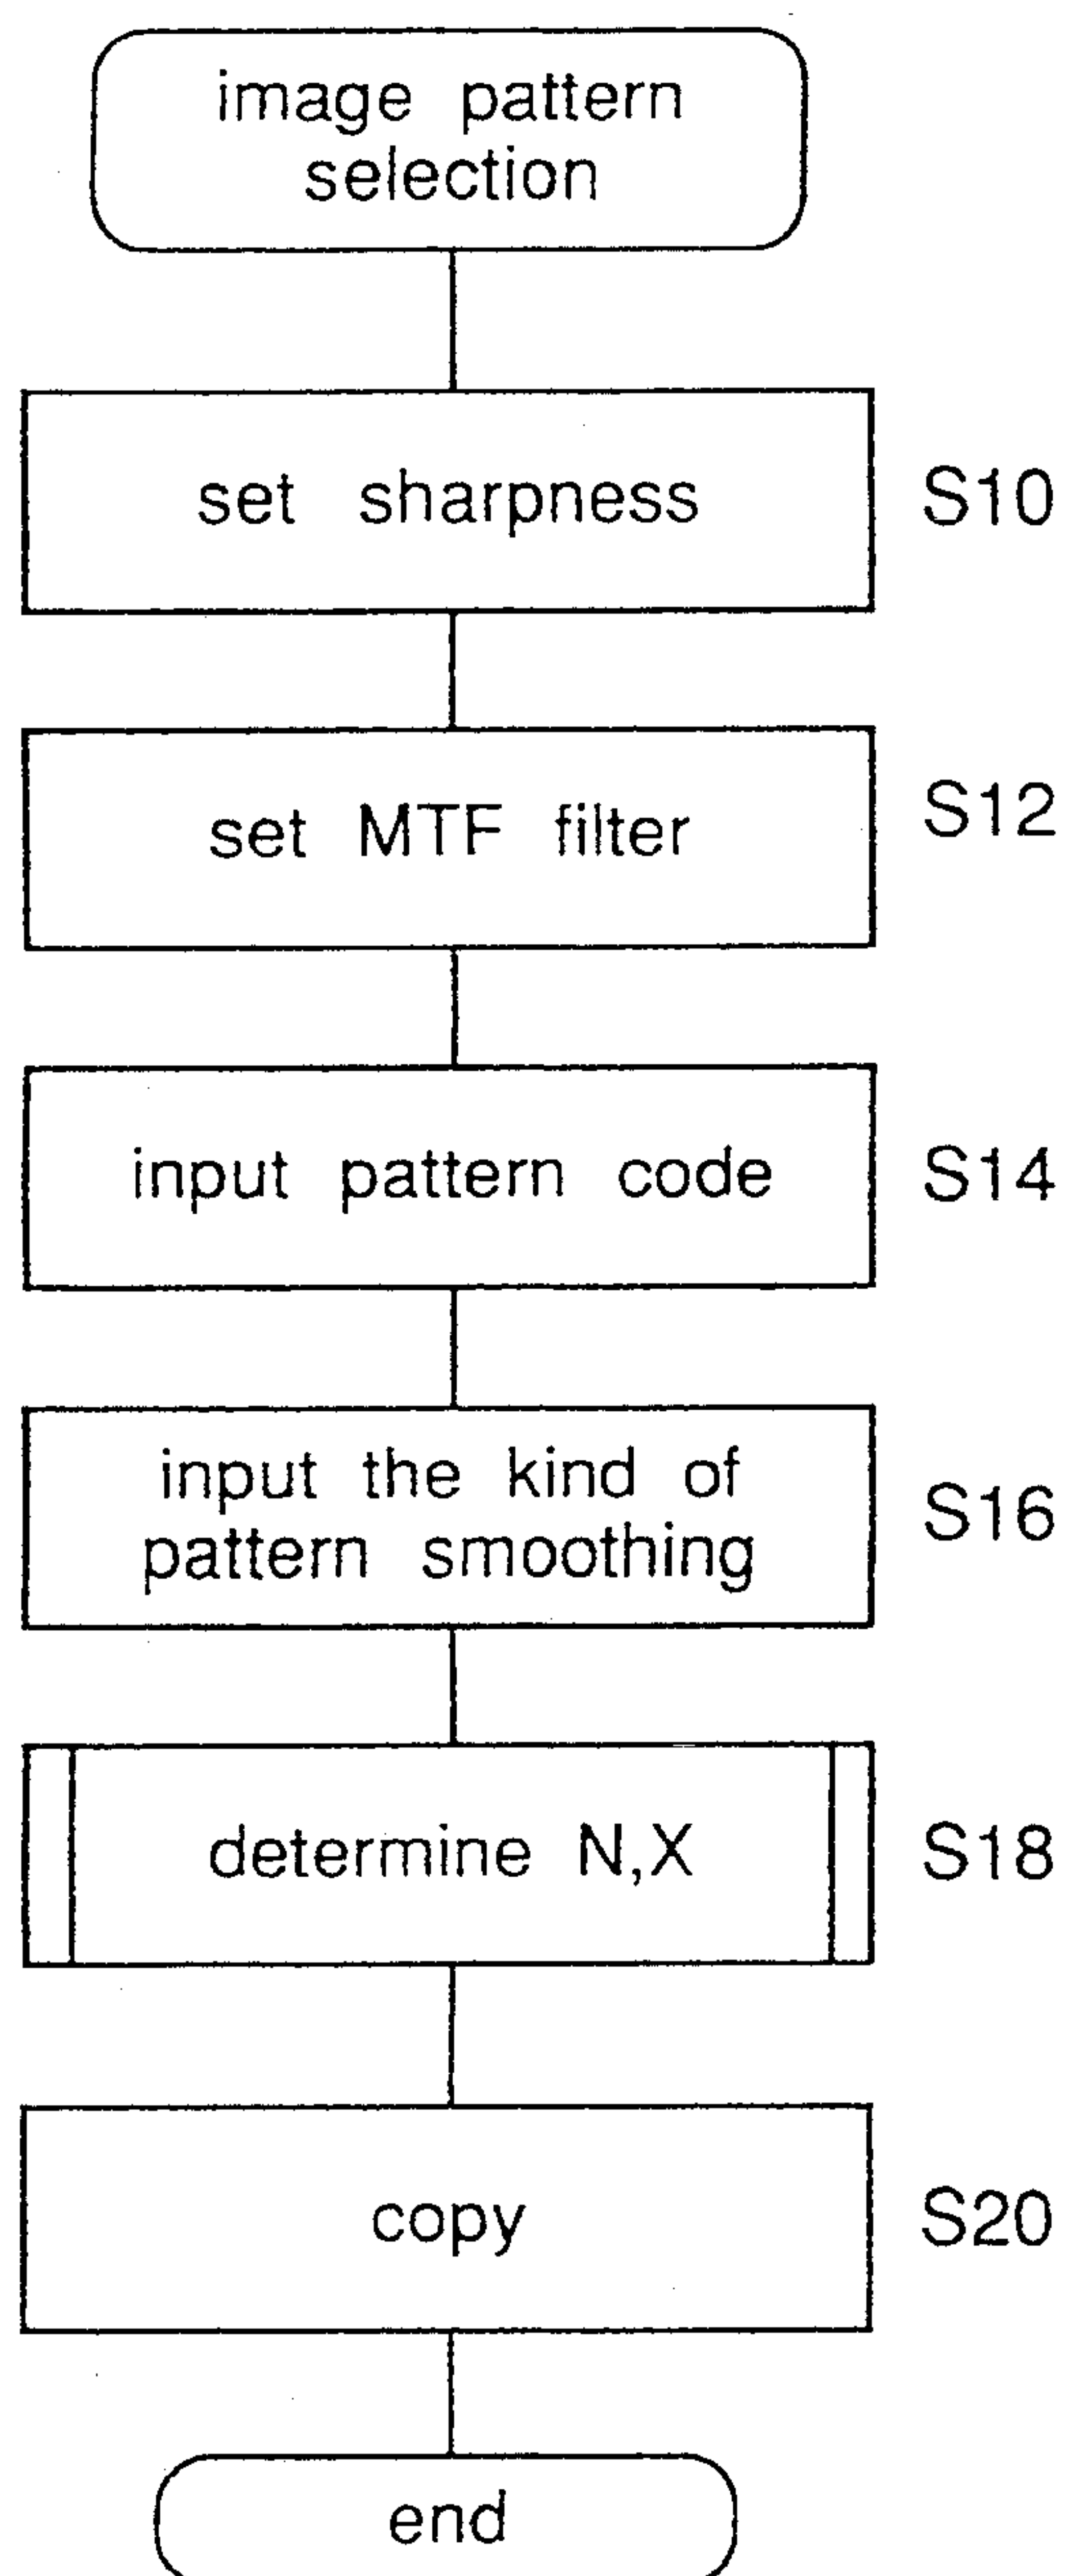 image pattern
selection
set sharpness
S10
set MTF filter
S12
input pattern code
S14
input the kind of
pattern smoothing
S16
determine N,X
S18
copy
S20
end